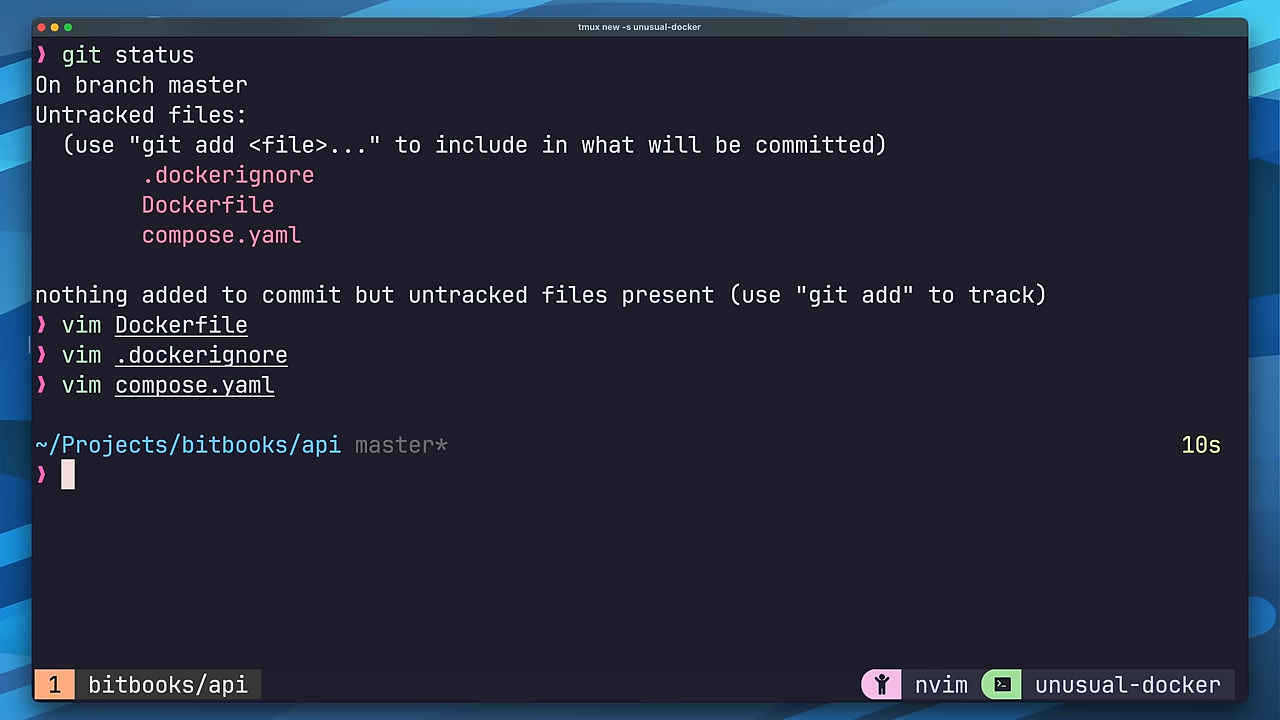 tmux new -s unusual-docker
❯ git status
On branch master
Untracked files:
  (use "git add <file>..." to include in what will be committed)
        .dockerignore
        Dockerfile
        compose.yaml

nothing added to commit but untracked files present (use "git add" to track)
❯ vim Dockerfile
❯ vim .dockerignore
❯ vim compose.yaml

~/Projects/bitbooks/api master* 10s
❯
1 bitbooks/api nvim unusual-docker